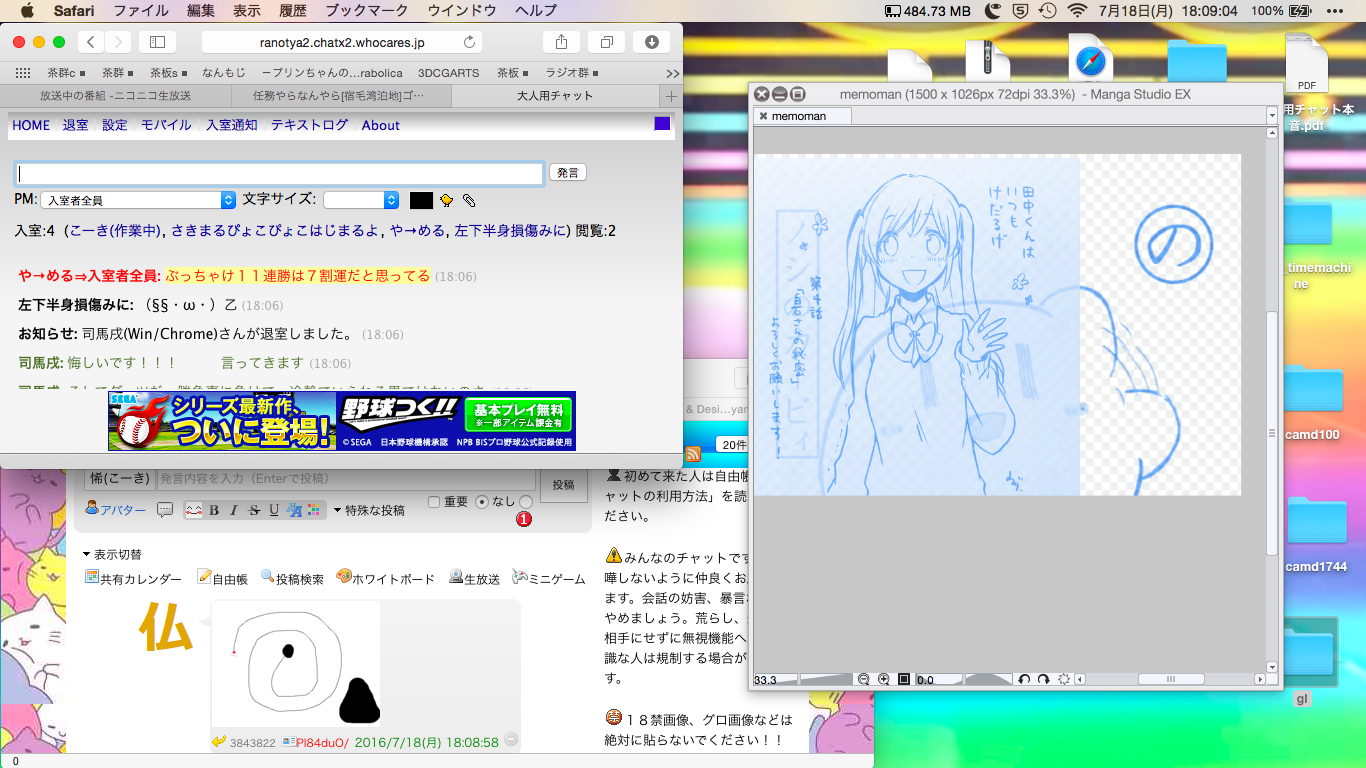 Safari ファイル 編集 表示 履歴 ブックマーク ウインドウ ヘルプ
484.73 MB 7月18日(月) 18:09:04 100%
ranotya2.chatx2.whocares.jp
茶群c 茶群 茶板s なんもじ ープンちゃんの…rabolida! 3DCGARTS 茶板 ラジオ群
放送中の番組 -ニコニコ生放送 任務やらなんやら[宿毛湾泊地]ゴ… 大人用チャット
HOME 退室 設定 モバイル 入室通知 テキストログ About
発言
PM: 入室者全員 文字サイズ:
入室:4 (こーき(作業中), さきまるぴょこぴょこはじまるよ, や→める, 左下半身損傷みに) 閲覧:2
や→める⇒入室者全員: ぶっちゃけ１１連勝は７割運だと思ってる (18:06)
左下半身損傷みに: （§§・ω・）乙 (18:06)
お知らせ: 司馬戌(Win/Chrome)さんが退室しました。 (18:06)
司馬戌: 悔しいです！！！ 言ってきます (18:06)
SEGA シリーズ最新作、ついに登場!
野球つく!!
基本プレイ無料
※一部アイテム課金有
©SEGA 日本野球機構承認 NPB BISプロ野球公式記録使用
& Desi…yan
20件
悕(こーき) 発言内容を入力（Enterで投稿） 投稿
アバター B I S U 特殊な投稿 重要 なし
1
表示切替
共有カレンダー 自由帳 投稿検索 ホワイトボード 生放送 ミニゲーム
仏
3843822 Pl84duO/ 2016/7/18(月) 18:08:58
0
初めて来た人は自由帳
ャットの利用方法」を読
ださい。
みんなのチャットです
嘩しないように仲良くお
ます。会話の妨害、暴言
やめましょう。荒らし、
相手にせずに無視機能へ
識な人は規制する場合が
す。
１８禁画像、グロ画像などは
絶対に貼らないでください！！
memoman (1500 x 1026px 72dpi 33.3%) - Manga Studio EX
memoman
田中くんは
いつも
けだるげ
第4話
「白石さんの秘密」
よろしくお願いします！
の
33.3 0.0
PDF
用チャット本
音.pdf
_timemachi
ne
camd100
camd1744
gl